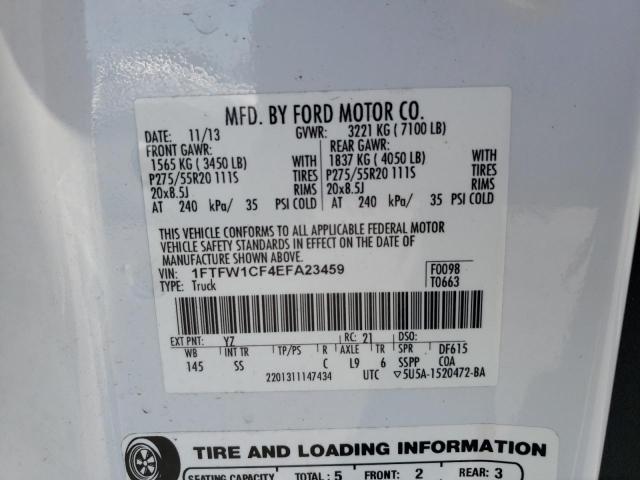 MFD. BY FORD MOTOR CO.
DATE: 11/13 GVWR: 3221 KG ( 7100 LB)
FRONT GAWR: REAR GAWR:
1565 KG ( 3450 LB) WITH 1837 KG ( 4050 LB) WITH
P275/55R20 111S TIRES P275/55R20 111S TIRES
20x8.5J RIMS 20x8.5J RIMS
AT 240 kPa/ 35 PSI COLD AT 240 kPa/ 35 PSI COLD
THIS VEHICLE CONFORMS TO ALL APPLICABLE FEDERAL MOTOR
VEHICLE SAFETY STANDARDS IN EFFECT ON THE DATE OF
MANUFACTURE SHOWN ABOVE.
VIN: 1FTFW1CF4EFA23459 F0098
TYPE: Truck T0663
EXT PNT: YZ RC: 21 DSO:
WB INT TR TP/PS R AXLE TR SPR DF615
145 SS C L9 6 SSPP COA
2201311147434 UTC ▽5U5A-1520472-BA
TIRE AND LOADING INFORMATION
SEATING CAPACITY TOTAL: 5 FRONT: 2 REAR: 3